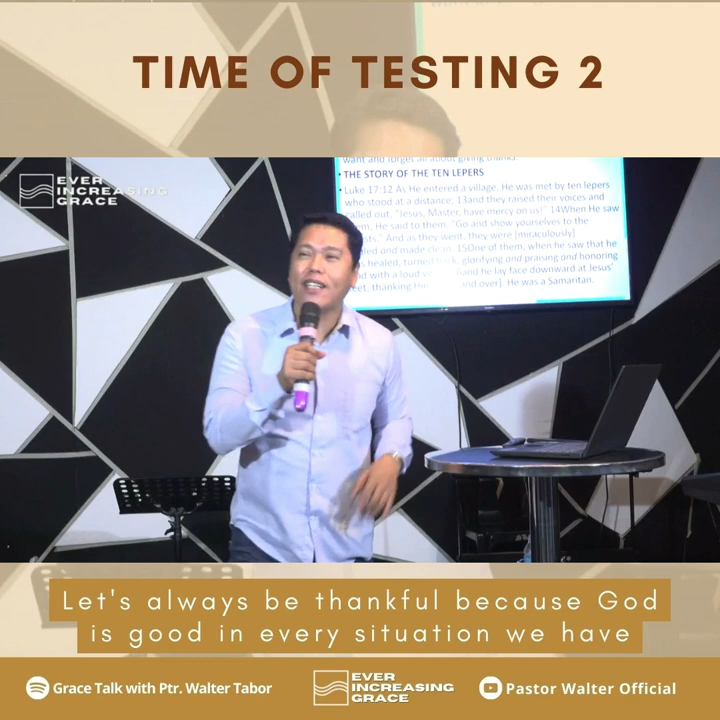 TIME OF TESTING 2
want and forget all about giving thanks.
• THE STORY OF THE TEN LEPERS
• Luke 17:12 As He entered a village, He was met by ten lepers
who stood at a distance; 13and they raised their voices and
called out, "Jesus, Master, have mercy on us!" 14When He saw
them, He said to them, "Go and show yourselves to the
And as they went, they were [miraculously]
and made clean. 15One of them, when he saw that he
was healed, turned back, glorifying and praising and honoring
with a loud he lay face downward at Jesus'
feet, thanking Him and over]. He was a Samaritan.
EVER
INCREASING
GRACE
Let's always be thankful because God
is good in every situation we have
Grace Talk with Ptr. Walter Tabor
EVER
INCREASING
GRACE
Pastor Walter Official